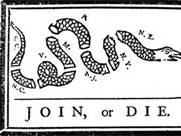 S.C.
N.C.
V.
M.
P.
N.J.
N.Y.
N.E.
JOIN, or DIE.